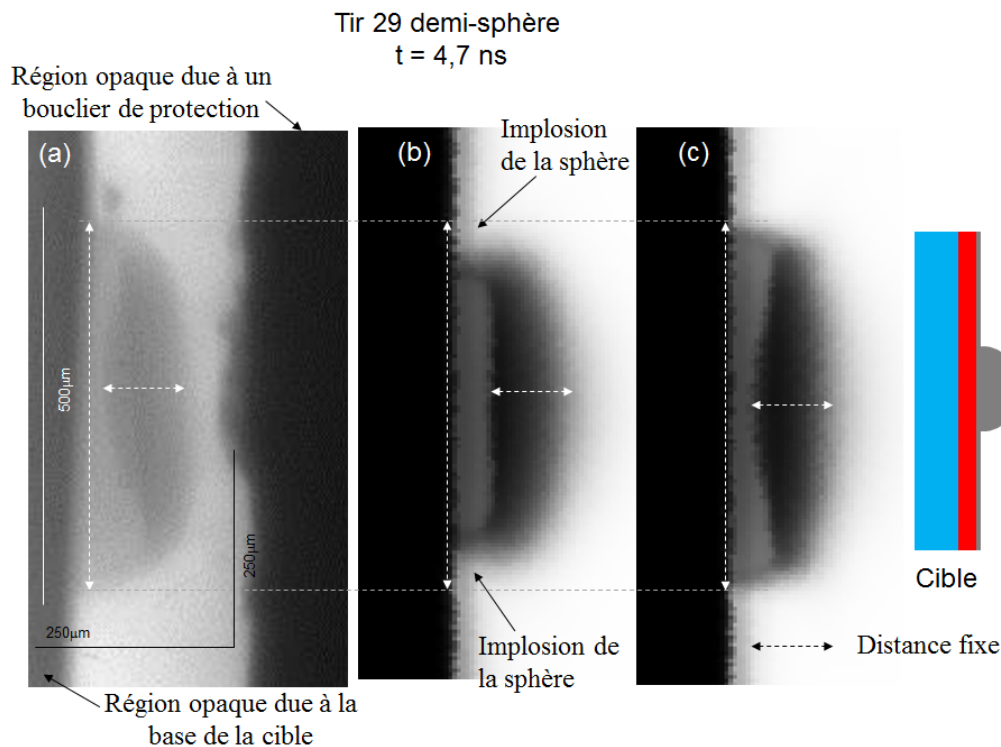 Tir 29 demi-sphère
t = 4,7 ns
Région opaque due à un
bouclier de protection
Implosion
de la sphère
(a)
(b)
(c)
500µm
250µm
250µm
Cible
Implosion de
la sphère
Distance fixe
Région opaque due à la
base de la cible